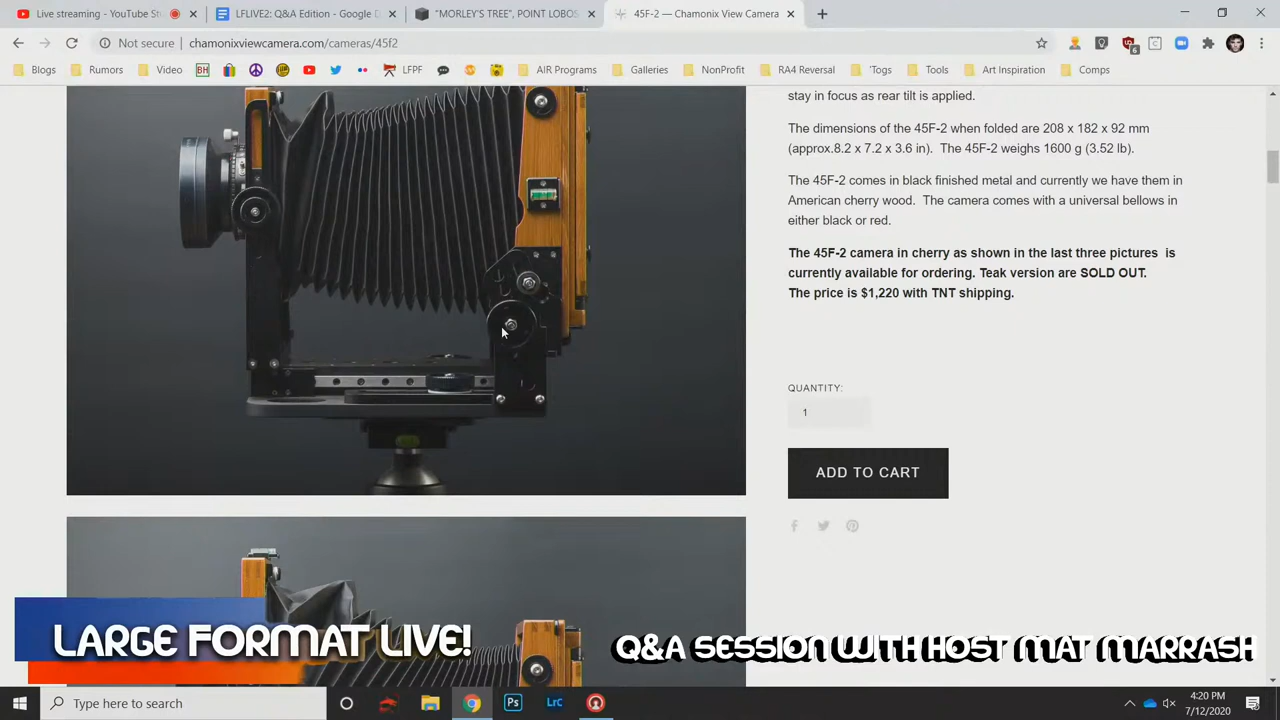 Live streaming - YouTube St
LFLIVE2: Q&A Edition - Google D
"MORLEY'S TREE", POINT LOBOS
45F-2 — Chamonix View Camera
Not secure
chamonixviewcamera.com/cameras/45f2
6
Blogs
Rumors
Video
BH
LFPF
AIR Programs
Galleries
NonProfit
RA4 Reversal
'Togs
Tools
Art Inspiration
Comps
stay in focus as rear tilt is applied.
The dimensions of the 45F-2 when folded are 208 x 182 x 92 mm
(approx.8.2 x 7.2 x 3.6 in). The 45F-2 weighs 1600 g (3.52 lb).
The 45F-2 comes in black finished metal and currently we have them in
American cherry wood. The camera comes with a universal bellows in
either black or red.
The 45F-2 camera in cherry as shown in the last three pictures is
currently available for ordering. Teak version are SOLD OUT.
The price is $1,220 with TNT shipping.
QUANTITY:
1
ADD TO CART
LARGE FORMAT LIVE!
Q&A SESSION WITH HOST MAT MARRASH
Type here to search
Ps
LrC
4:20 PM
7/12/2020